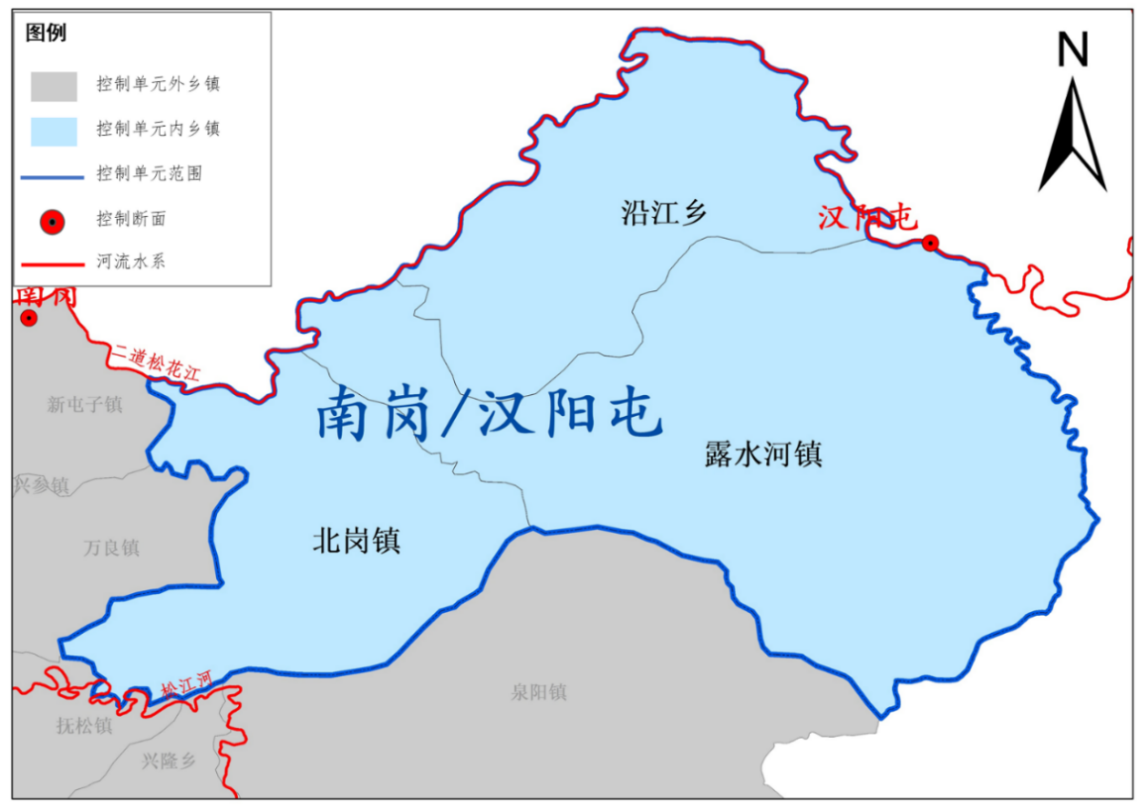 图例
控制单元外乡镇
控制单元内乡镇
控制单元范围
控制断面
河流水系
N
沿江乡
汉阳屯
南岗
二道松花江
新屯子镇
南岗/汉阳屯
露水河镇
兴参镇
万良镇
北岗镇
松江河
泉阳镇
抚松镇
兴隆乡